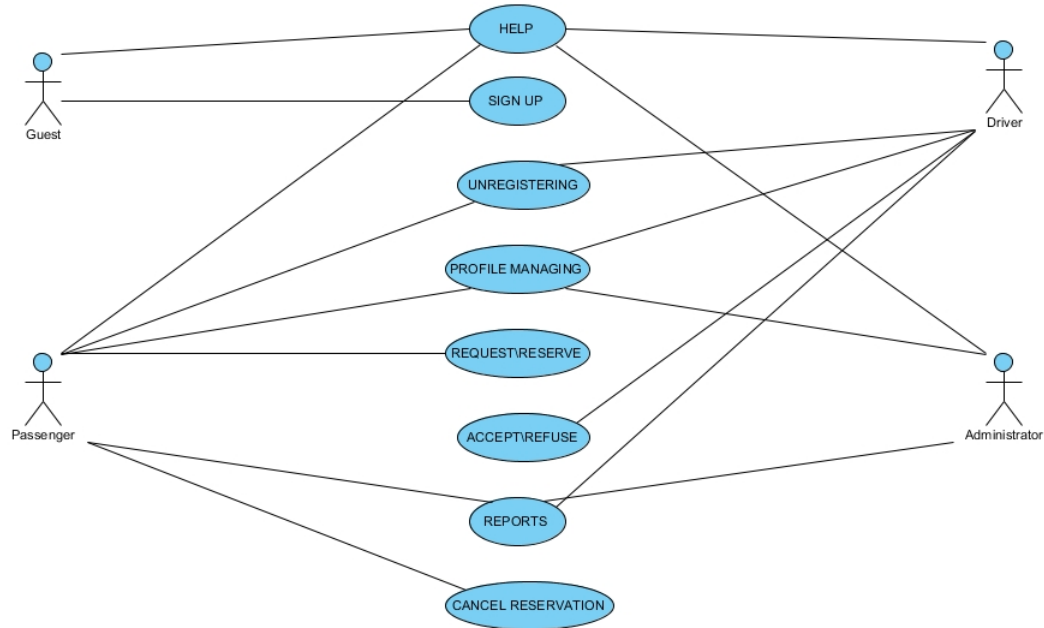 HELP
Guest
SIGN UP
Driver
UNREGISTERING
PROFILE MANAGING
REQUEST\RESERVE
Passenger
ACCEPT\REFUSE
Administrator
REPORTS
CANCEL RESERVATION